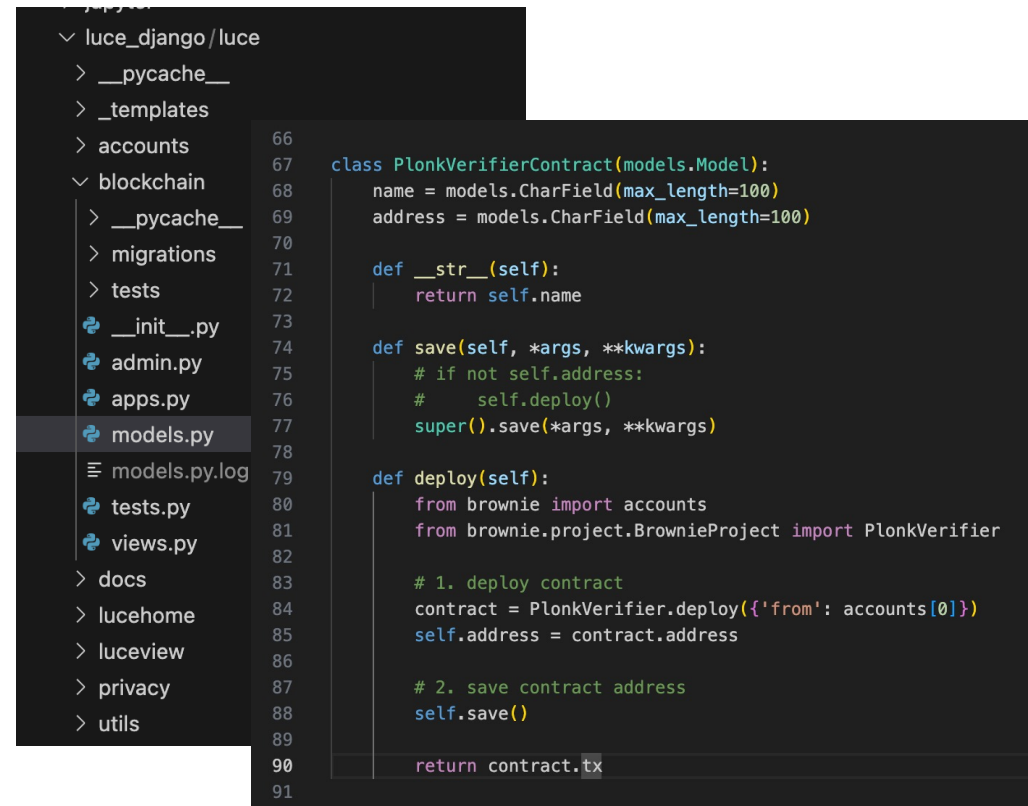 jupyter
luce_django/luce
__pycache__
_templates
accounts
blockchain
__pycache__
migrations
tests
__init__.py
admin.py
apps.py
models.py
models.py.log
tests.py
views.py
docs
lucehome
luceview
privacy
utils
66
67 class PlonkVerifierContract(models.Model):
68     name = models.CharField(max_length=100)
69     address = models.CharField(max_length=100)
70
71     def __str__(self):
72         return self.name
73
74     def save(self, *args, **kwargs):
75         # if not self.address:
76         #     self.deploy()
77         super().save(*args, **kwargs)
78
79     def deploy(self):
80         from brownie import accounts
81         from brownie.project.BrownieProject import PlonkVerifier
82
83         # 1. deploy contract
84         contract = PlonkVerifier.deploy({'from': accounts[0]})
85         self.address = contract.address
86
87         # 2. save contract address
88         self.save()
89
90         return contract.tx
91